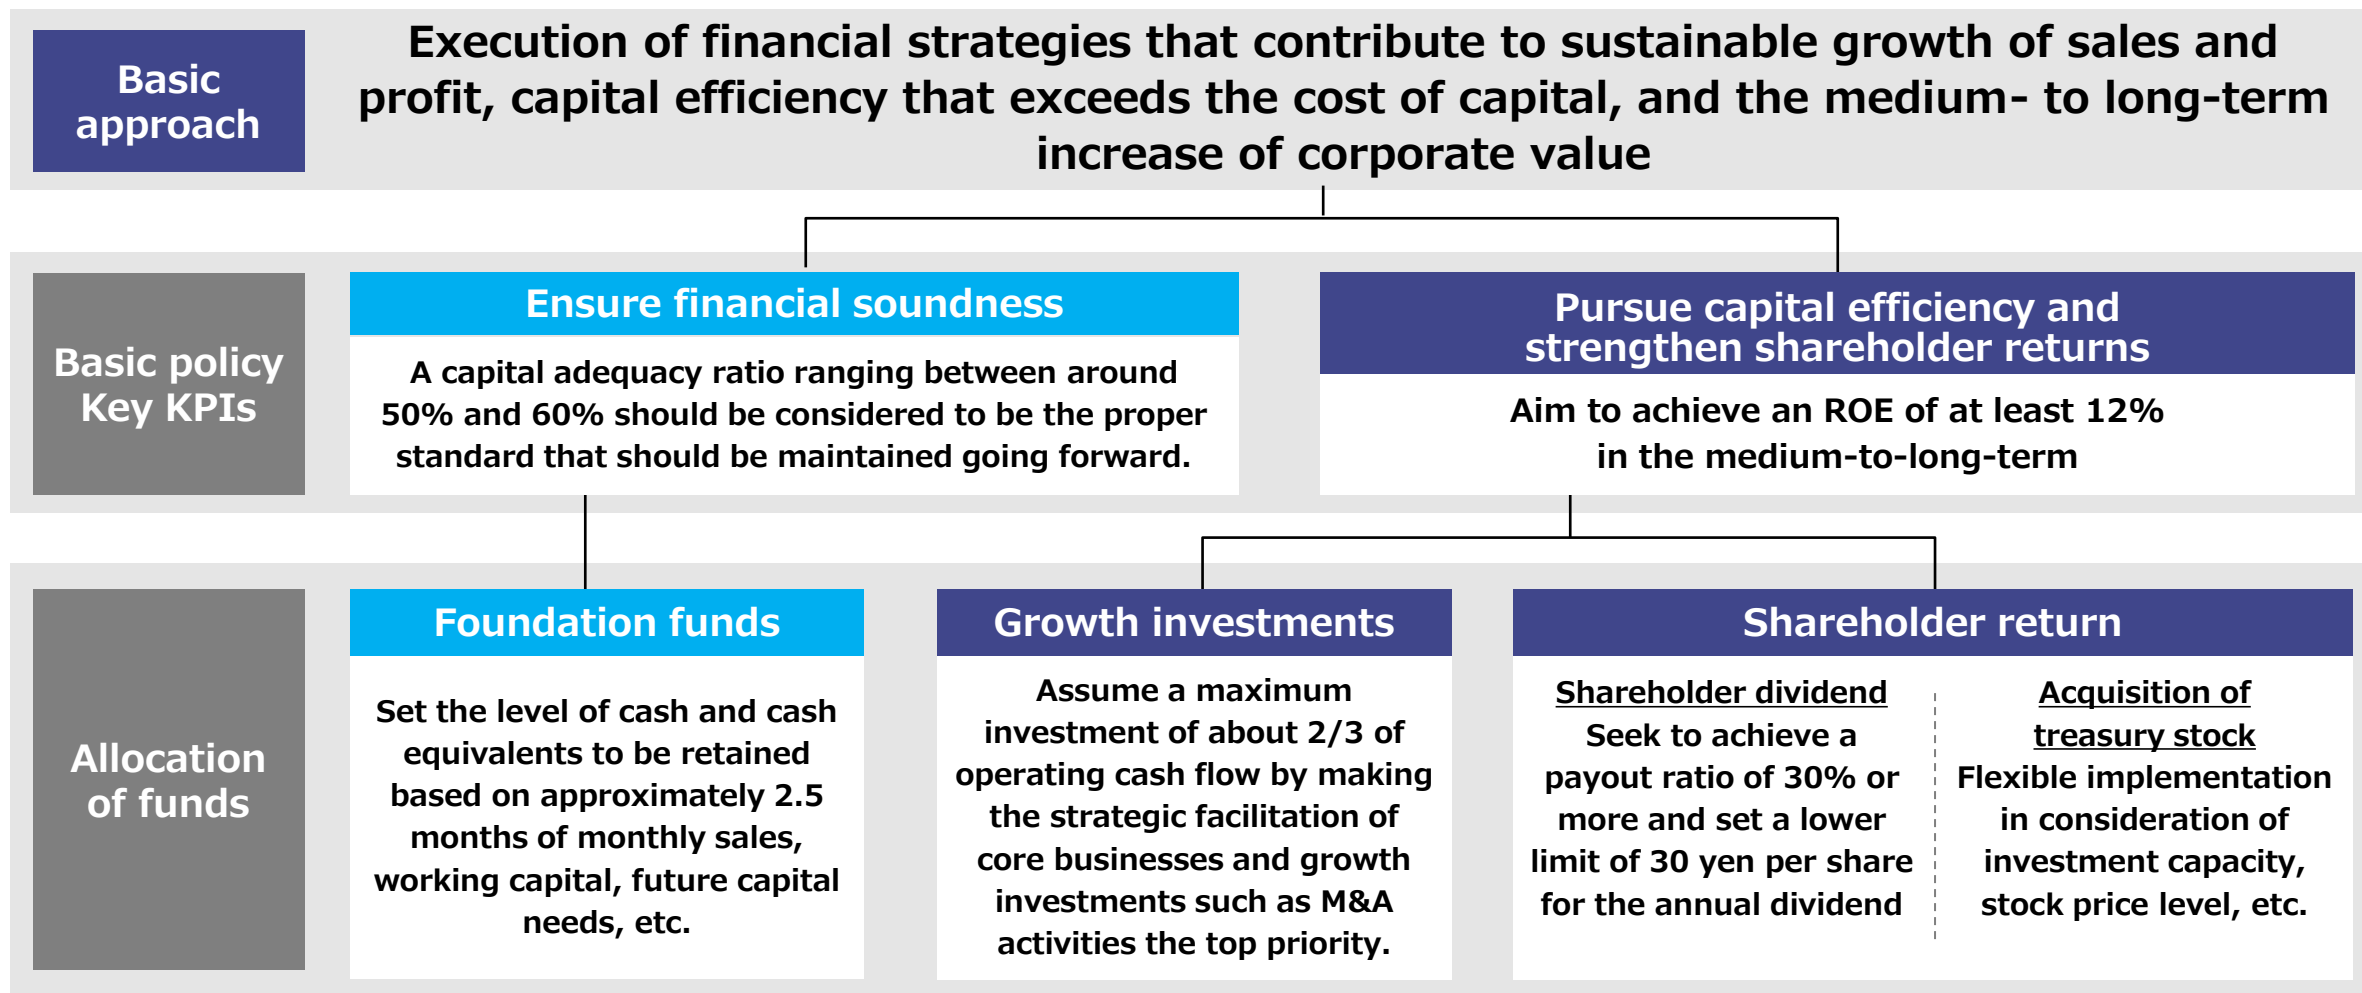 Basic
approach
Execution of financial strategies that contribute to sustainable growth of sales and
profit, capital efficiency that exceeds the cost of capital, and the medium- to long-term
increase of corporate value
Basic policy
Key KPIs
Ensure financial soundness
A capital adequacy ratio ranging between around
50% and 60% should be considered to be the proper
standard that should be maintained going forward.
Pursue capital efficiency and
strengthen shareholder returns
Aim to achieve an ROE of at least 12%
in the medium-to-long-term
Allocation
of funds
Foundation funds
Set the level of cash and cash
equivalents to be retained
based on approximately 2.5
months of monthly sales,
working capital, future capital
needs, etc.
Growth investments
Assume a maximum
investment of about 2/3 of
operating cash flow by making
the strategic facilitation of
core businesses and growth
investments such as M&A
activities the top priority.
Shareholder return
Shareholder dividend
Seek to achieve a
payout ratio of 30% or
more and set a lower
limit of 30 yen per share
for the annual dividend
Acquisition of
treasury stock
Flexible implementation
in consideration of
investment capacity,
stock price level, etc.